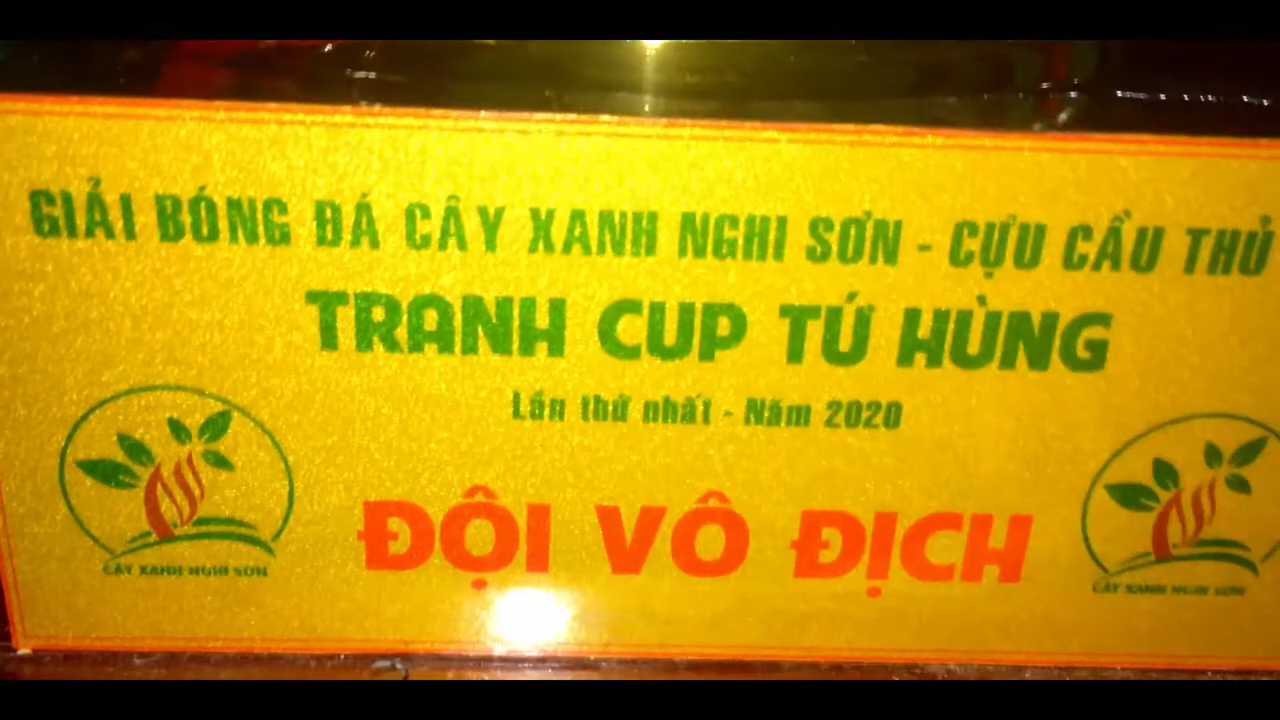 GIẢI BÓNG ĐÁ CÂY XANH NGHI SƠN - CỰU CẦU THỦ
TRANH CUP TỨ HÙNG
Lần thứ nhất - Năm 2020
ĐỘI VÔ ĐỊCH
CÂY XANH NGHI SƠN
CÂY XANH NGHI SƠN